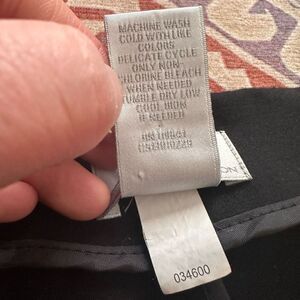 MACHINE WASH
COLD WITH LIKE
COLORS
DELICATE CYCLE
ONLY NON
CHLORINE BLEACH
WHEN NEEDED
TUMBLE DRY LOW
COOL IRON
IF NEEDED
034600